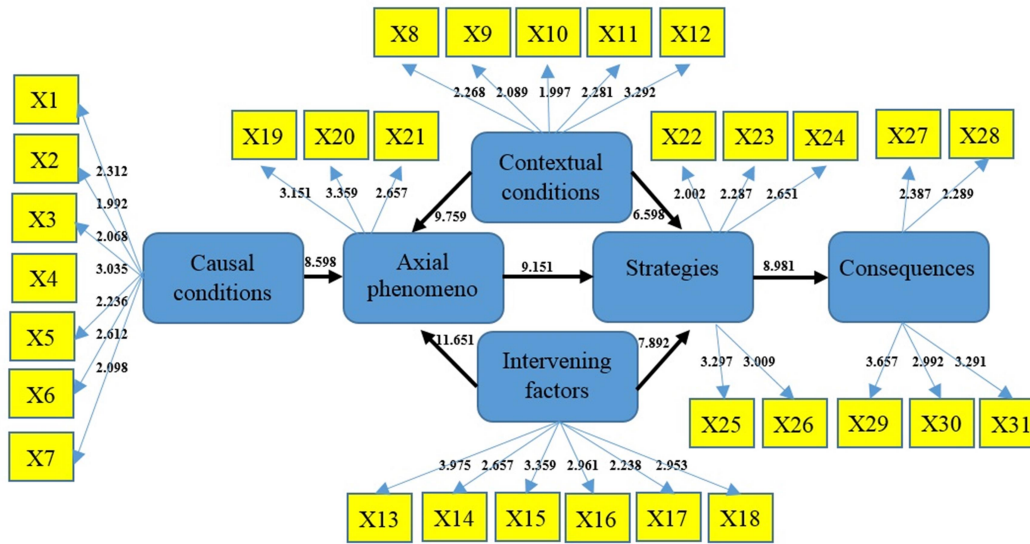 X8 X9 X10 X11 X12
2.268 2.089 1.997 2.281 3.292
X1
X2
X3
X4
X5
X6
X7
2.312
1.992
2.068
3.035
2.236
2.612
2.098
X19 X20 X21
3.151 3.359 2.657
Contextual
conditions
X22 X23 X24
2.002 2.287 2.651
X27 X28
2.387 2.289
9.759
6.598
Causal
conditions
8.598
Axial
phenomeno
9.151
Strategies
8.981
Consequences
11.651
7.892
Intervening
factors
3.297 3.009
X25 X26
3.657 2.992 3.291
X29 X30 X31
3.975 2.657 3.359 2.961 2.238 2.953
X13 X14 X15 X16 X17 X18